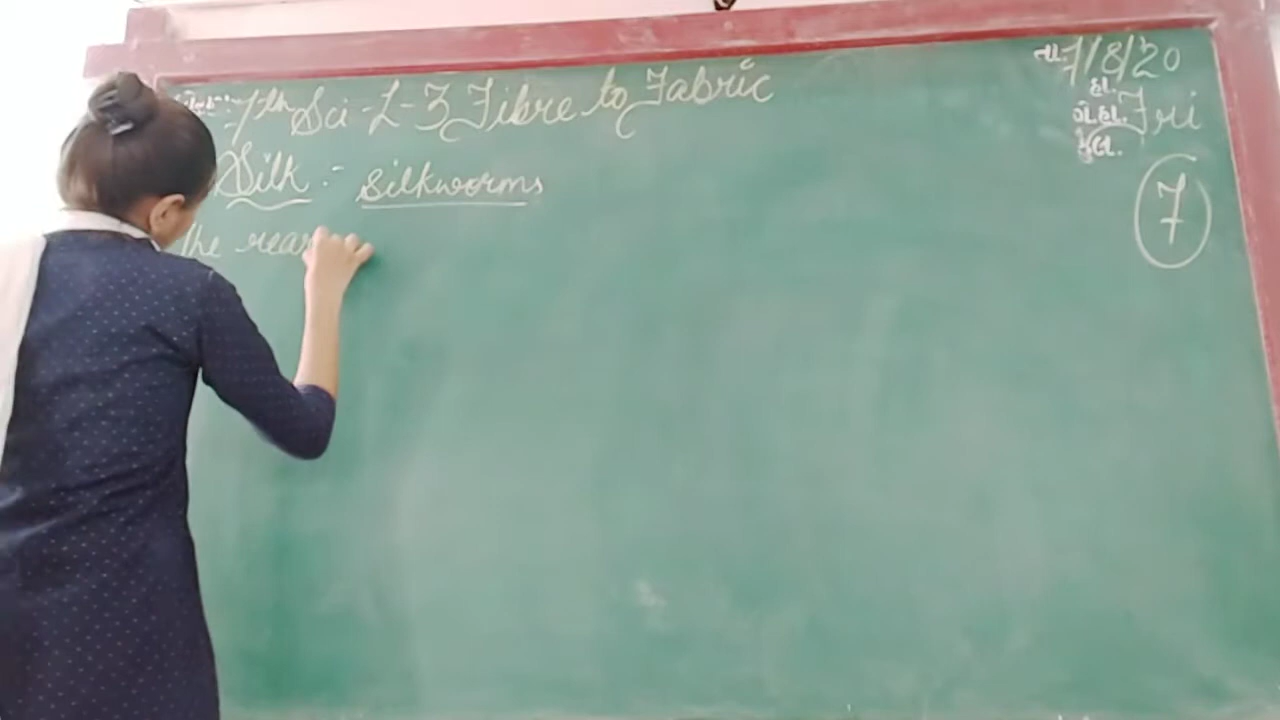 7th Sci-L-3 Fibre to Fabric
Silk :- silkworms
the rear
તા. 7/8/20
હા.
ગે.હા. Fri
કુલ.
7